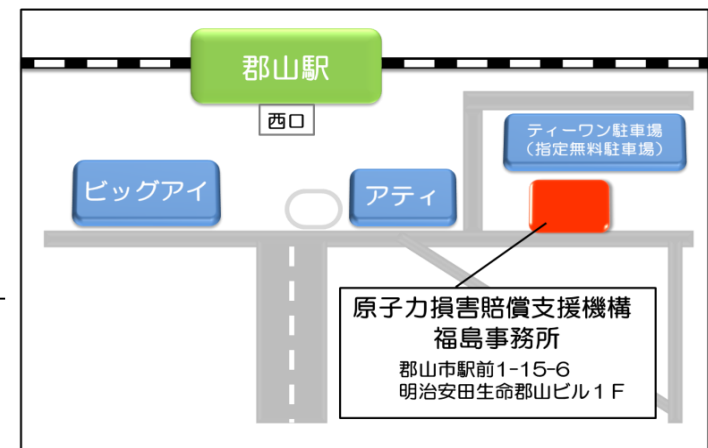 郡山駅
西口
ティーワン駐車場
（指定無料駐車場）
ビッグアイ
アティ
原子力損害賠償支援機構
福島事務所
郡山市駅前1-15-6
明治安田生命郡山ビル１Ｆ